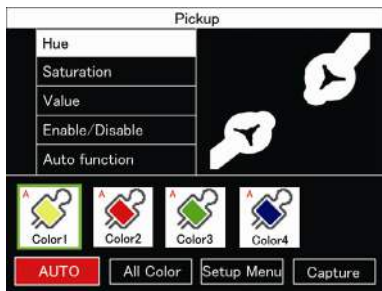 Pickup
Hue
Saturation
Value
Enable/Disable
Auto function
A A A A
Color1 Color2 Color3 Color4
AUTO All Color Setup Menu Capture